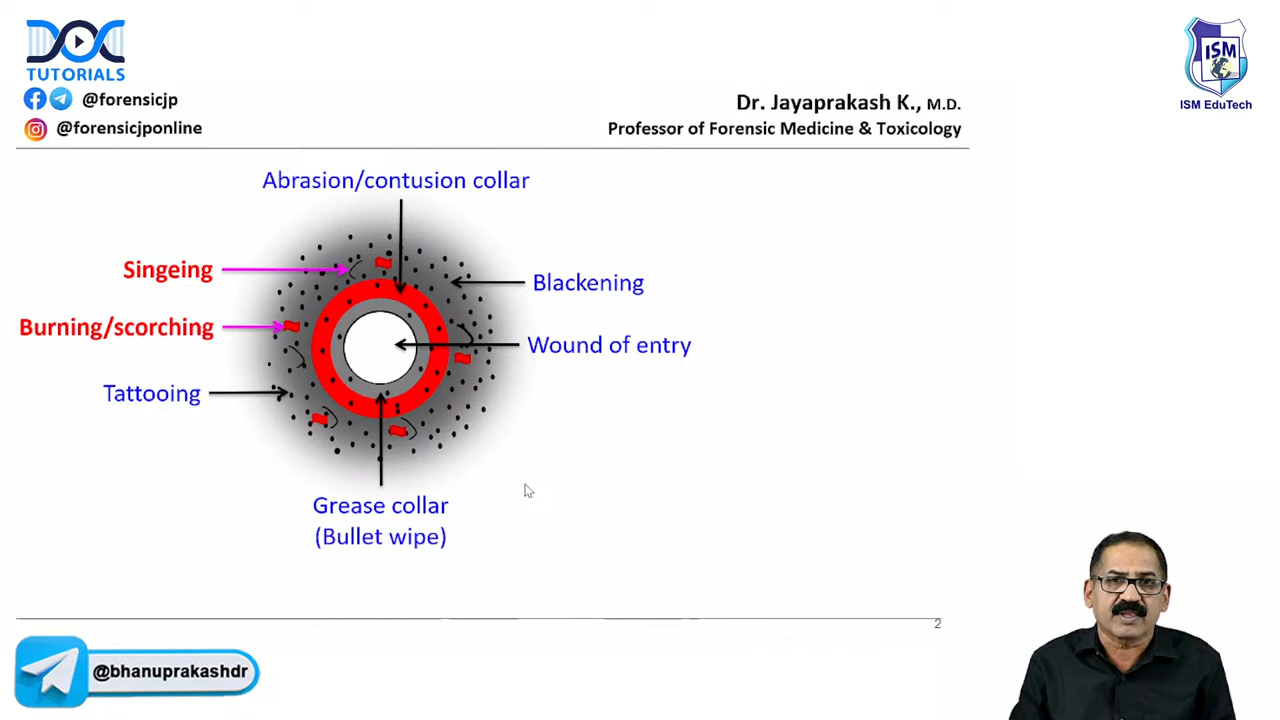 TUTORIALS
@forensicjp
@forensicjponline
Dr. Jayaprakash K., M.D.
Professor of Forensic Medicine & Toxicology
ISM
ISM EduTech
Abrasion/contusion collar
Singeing
Blackening
Burning/scorching
Wound of entry
Tattooing
Grease collar
(Bullet wipe)
2
@bhanuprakashdr